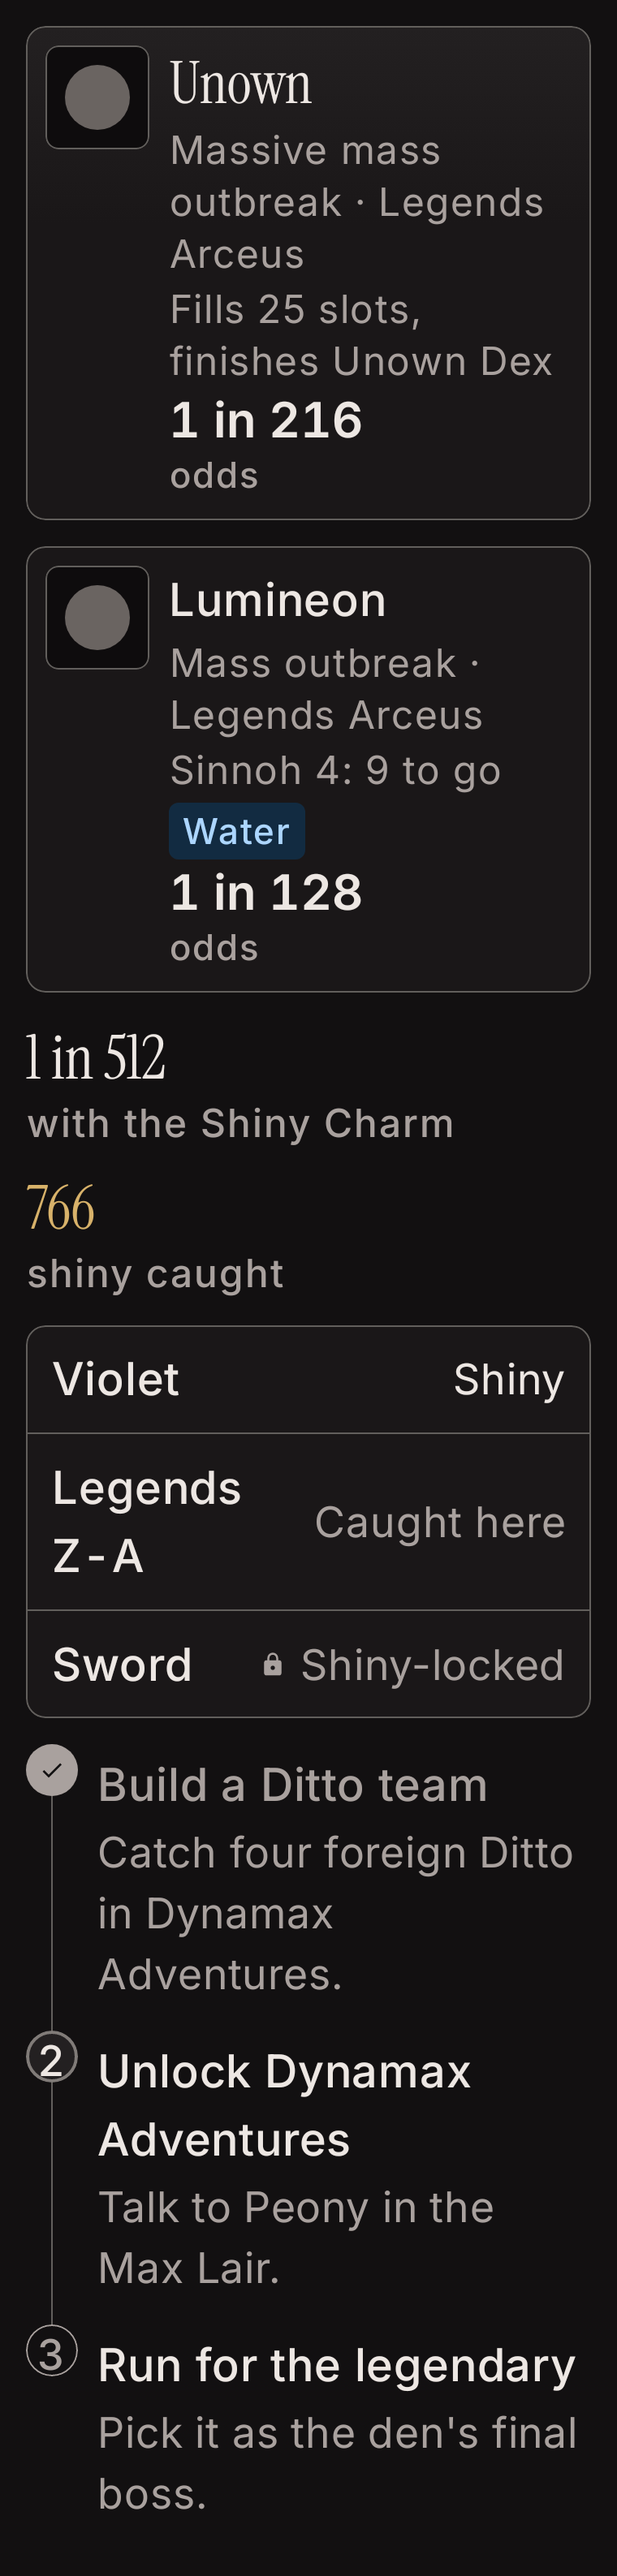 Unown
Massive mass
outbreak · Legends
Arceus
Fills 25 slots,
finishes Unown Dex
1 in 216
odds
Lumineon
Mass outbreak ·
Legends Arceus
Sinnoh 4: 9 to go
Water
1 in 128
odds
1 in 512
with the Shiny Charm
766
shiny caught
Violet
Shiny
Legends
Z-A
Caught here
Sword
Shiny-locked
Build a Ditto team
Catch four foreign Ditto
in Dynamax
Adventures.
2
Unlock Dynamax
Adventures
Talk to Peony in the
Max Lair.
3
Run for the legendary
Pick it as the den's final
boss.